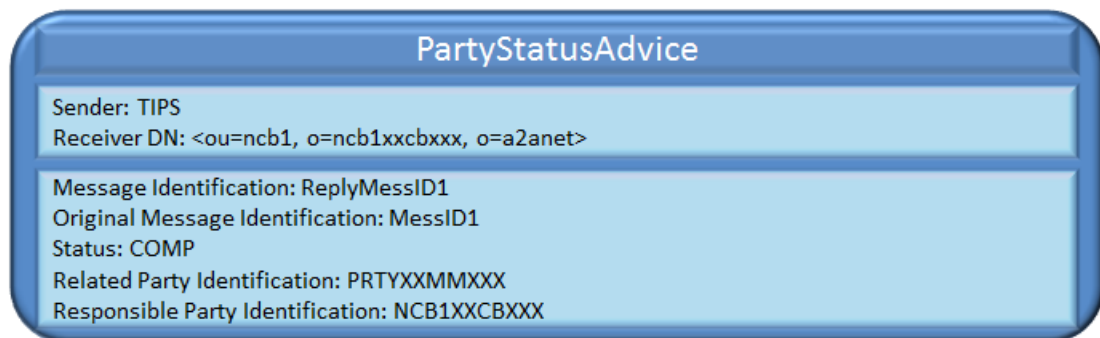 PartyStatusAdvice
Sender: TIPS
Receiver DN: <ou=ncb1, o=ncb1xxcbxxx, o=a2anet>
Message Identification: ReplyMessID1
Original Message Identification: MessID1
Status: COMP
Related Party Identification: PRTYXXMMXXX
Responsible Party Identification: NCB1XXCBXXX